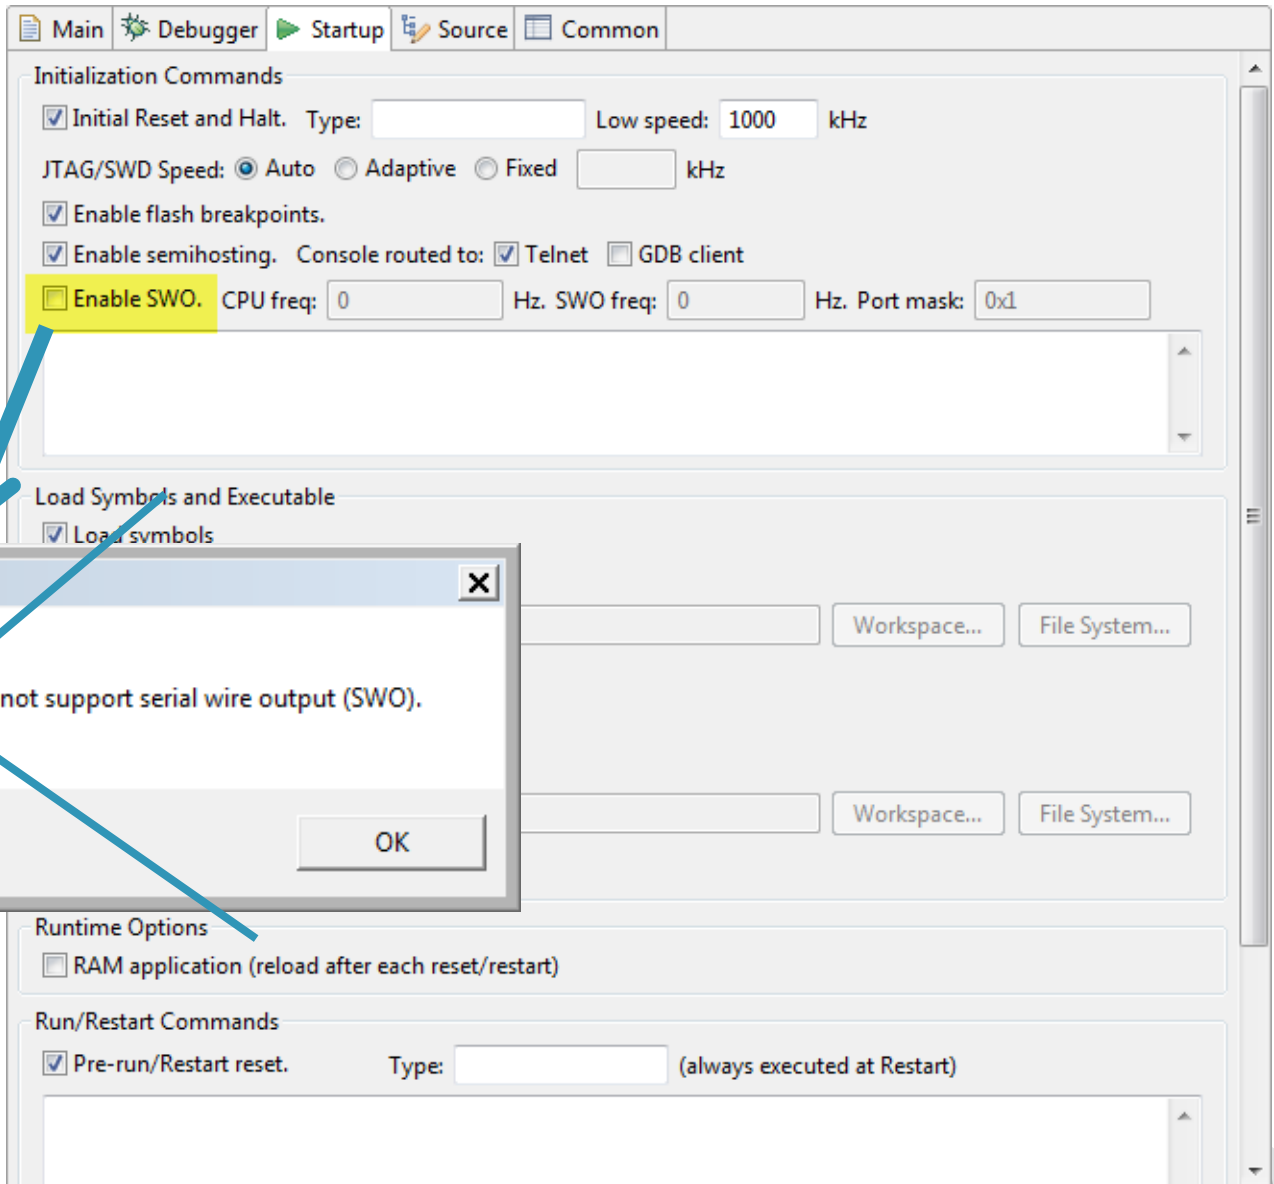 Main Debugger Startup Source Common
Initialization Commands
Initial Reset and Halt. Type: Low speed: 1000 kHz
JTAG/SWD Speed: Auto Adaptive Fixed kHz
Enable flash breakpoints.
Enable semihosting. Console routed to: Telnet GDB client
Enable SWO. CPU freq: 0 Hz. SWO freq: 0 Hz. Port mask: 0x1
Load Symbols and Executable
Load symbols
Workspace... File System...
not support serial wire output (SWO).
Workspace... File System...
OK
Runtime Options
RAM application (reload after each reset/restart)
Run/Restart Commands
Pre-run/Restart reset. Type: (always executed at Restart)